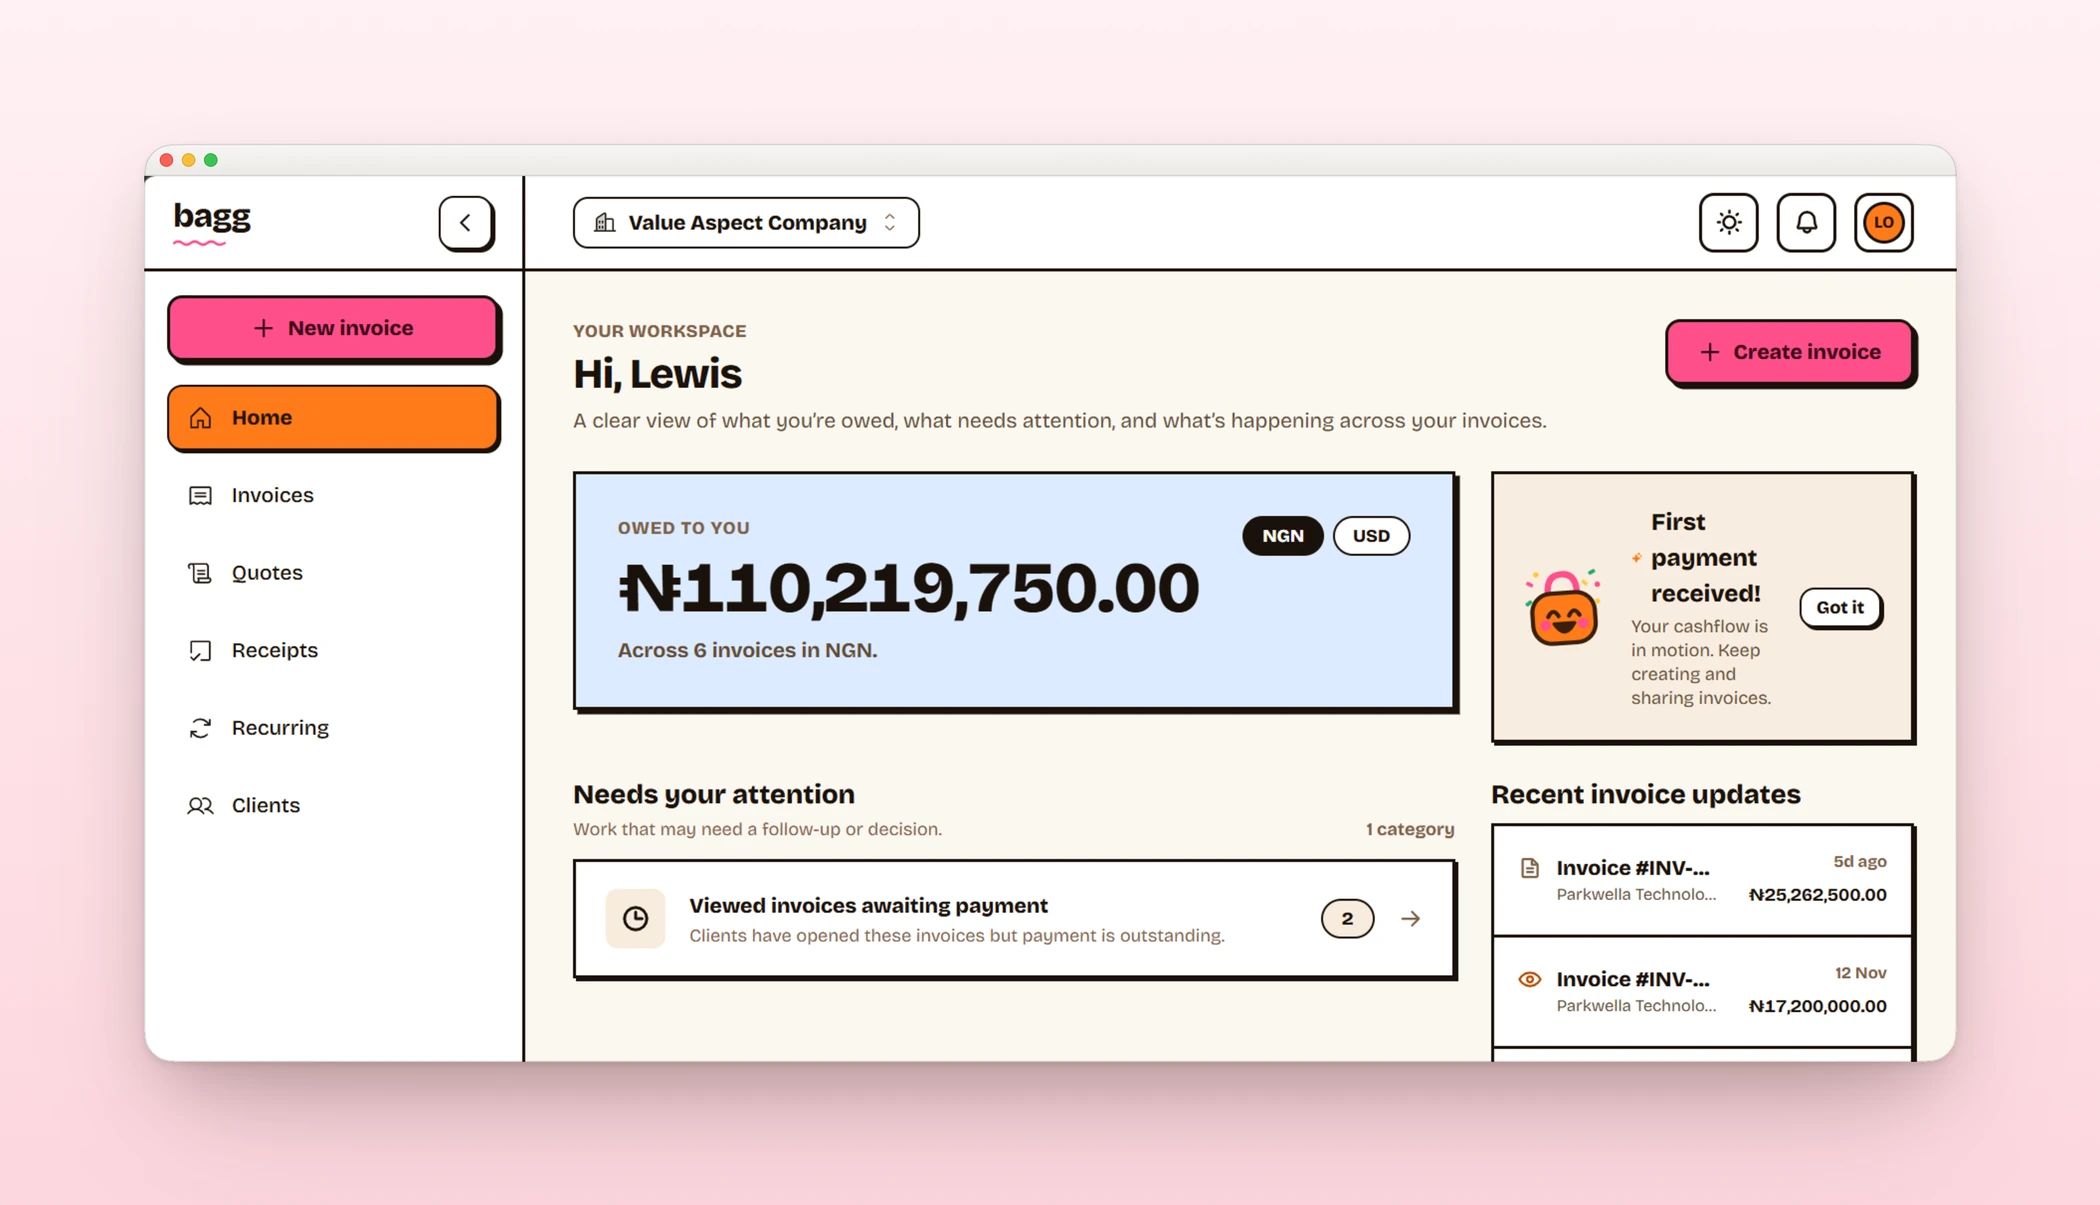 bagg
Value Aspect Company
LO
New invoice
Home
Invoices
Quotes
Receipts
Recurring
Clients
YOUR WORKSPACE
Hi, Lewis
A clear view of what you’re owed, what needs attention, and what’s happening across your invoices.
Create invoice
OWED TO YOU
NGN
USD
₦110,219,750.00
Across 6 invoices in NGN.
First
payment
received!
Your cashflow is
in motion. Keep
creating and
sharing invoices.
Got it
Needs your attention
Work that may need a follow-up or decision.
1 category
Viewed invoices awaiting payment
Clients have opened these invoices but payment is outstanding.
2
Recent invoice updates
Invoice #INV-...
5d ago
Parkwella Technolo...
₦25,262,500.00
Invoice #INV-...
12 Nov
Parkwella Technolo...
₦17,200,000.00